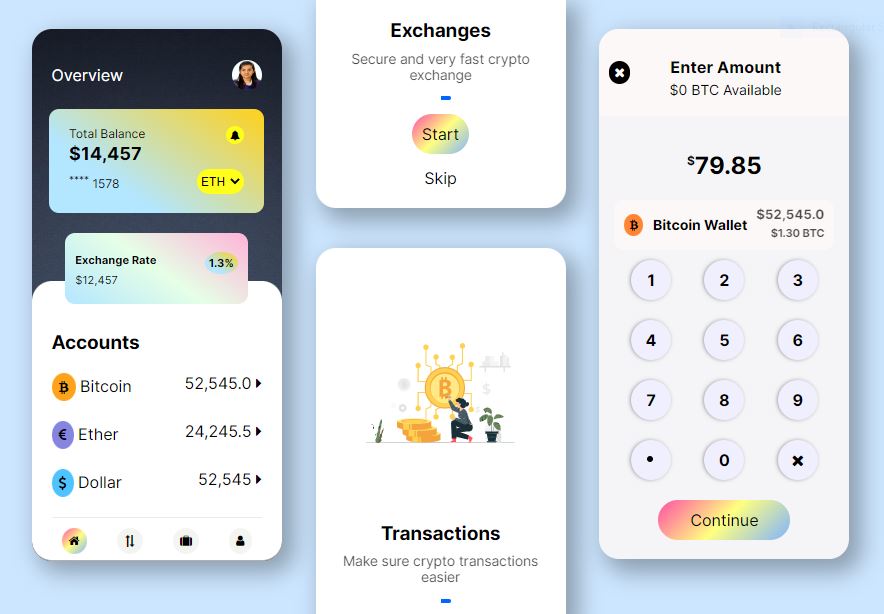 Overview
Total Balance
$14,457
**** 1578
ETH
Exchange Rate
$12,457
1.3%
Accounts
Bitcoin 52,545.0
Ether 24,245.5
Dollar 52,545
Exchanges
Secure and very fast crypto
exchange
Start
Skip
Transactions
Make sure crypto transactions
easier
Enter Amount
$0 BTC Available
$79.85
Bitcoin Wallet
$52,545.0
$1.30 BTC
1 2 3
4 5 6
7 8 9
• 0
Continue